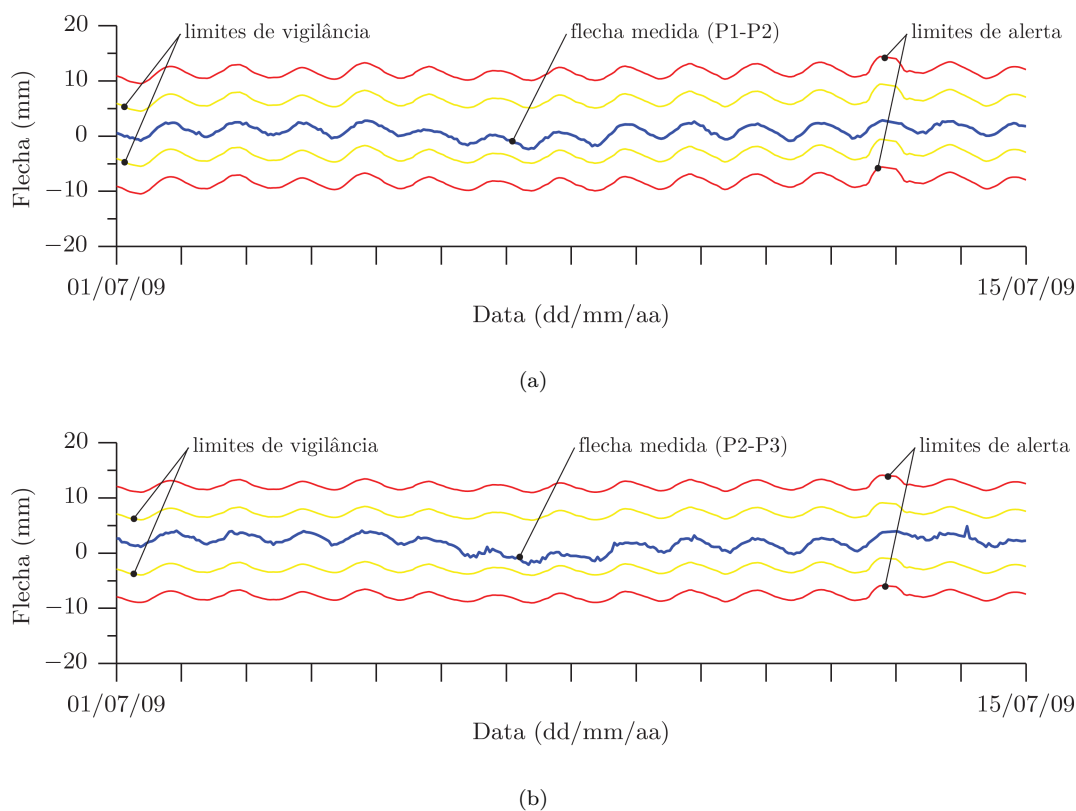 20
limites de vigilância
flecha medida (P1-P2)
limites de alerta
10
0
−10
−20
Flecha (mm)
01/07/09
15/07/09
Data (dd/mm/aa)
(a)
20
limites de vigilância
flecha medida (P2-P3)
limites de alerta
10
0
−10
−20
Flecha (mm)
01/07/09
15/07/09
Data (dd/mm/aa)
(b)